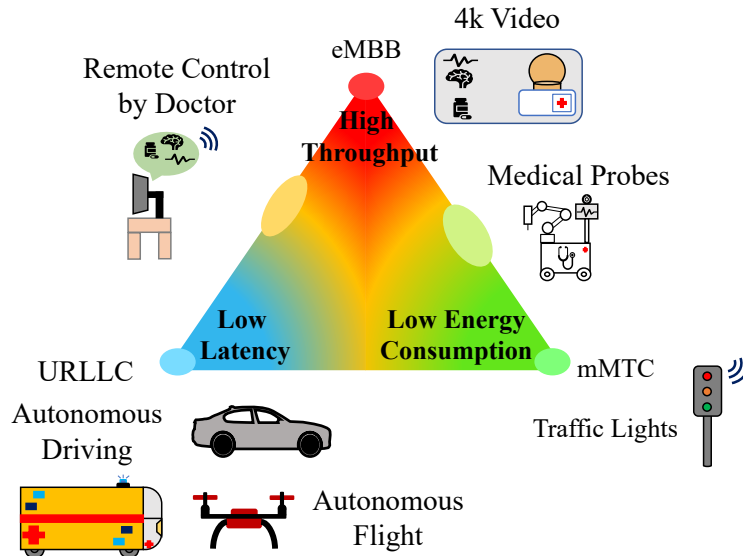 4k Video
eMBB
Remote Control
by Doctor
High
Throughput
Medical Probes
Low
Latency
Low Energy
Consumption
URLLC
mMTC
Autonomous
Driving
Traffic Lights
Autonomous
Flight